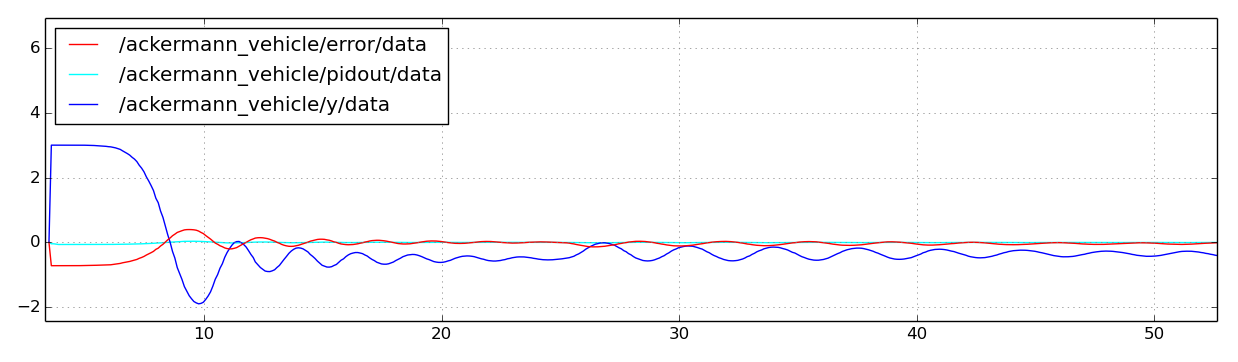 6
/ackermann_vehicle/error/data
/ackermann_vehicle/pidout/data
4
/ackermann_vehicle/y/data
2
0
−2
10 20 30 40 50